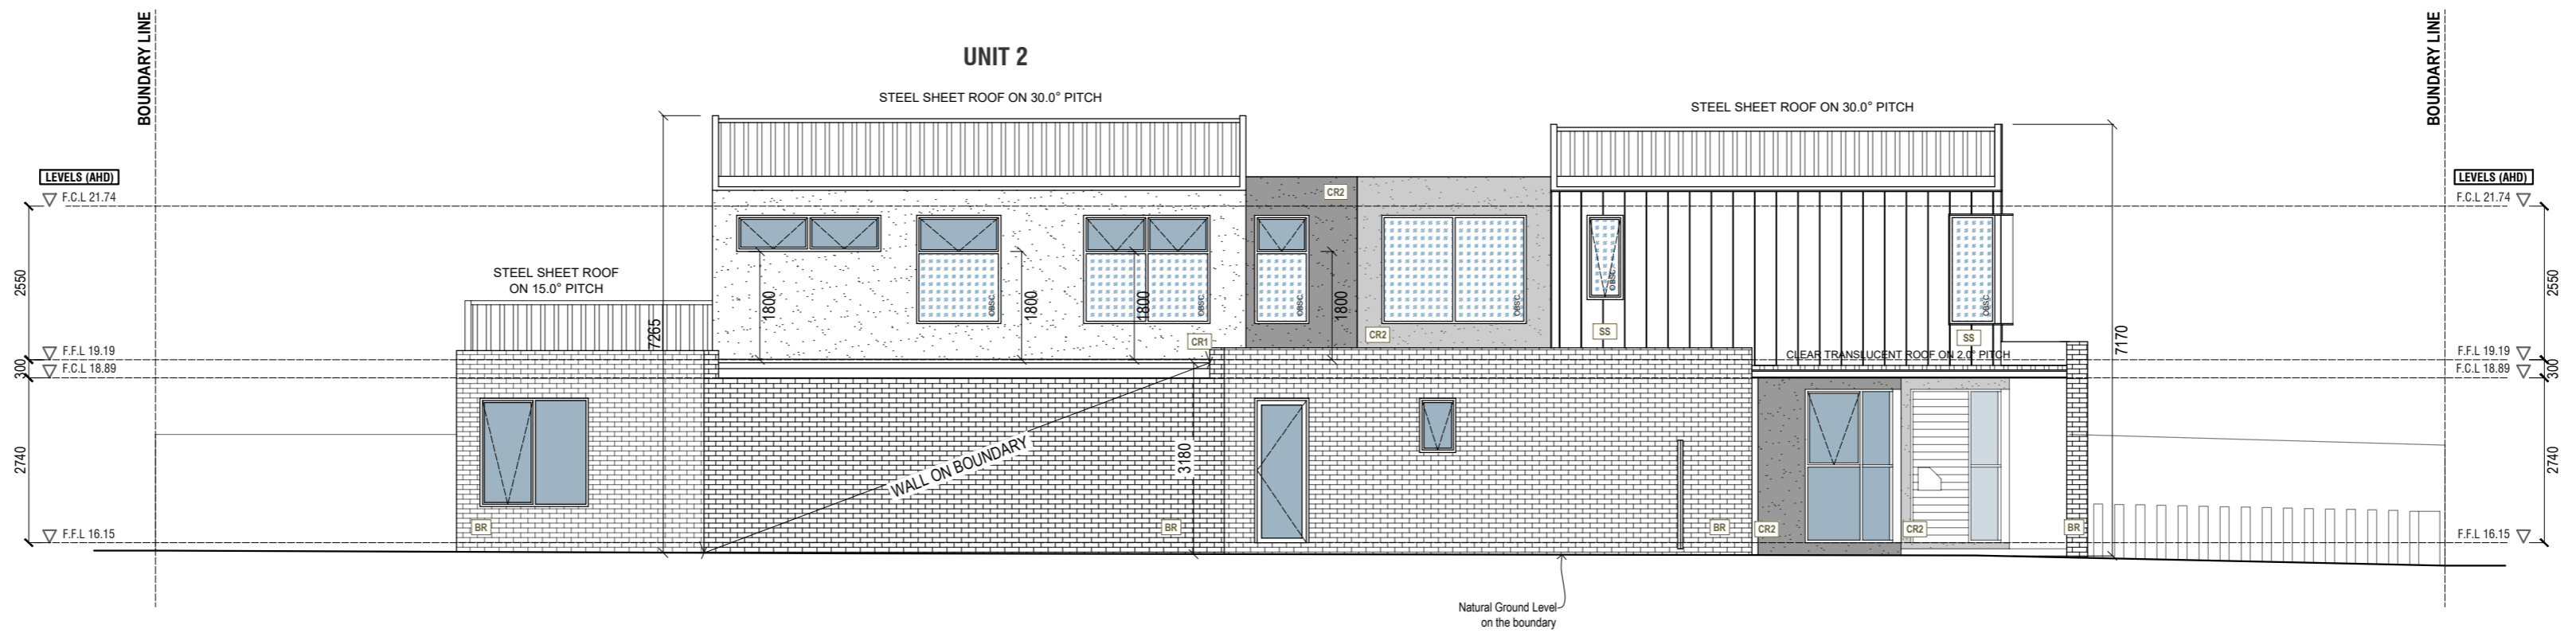 BOUNDARY LINE
BOUNDARY LINE
UNIT 2
STEEL SHEET ROOF ON 30.0° PITCH
STEEL SHEET ROOF ON 30.0° PITCH
LEVELS (AHD)
LEVELS (AHD)
F.C.L 21.74
F.C.L 21.74
CR2
STEEL SHEET ROOF
ON 15.0° PITCH
2550
2550
OBSC.
OBSC.
OBSC.
OBSC.
OBSC.
OBSC.
1800
1800
1800
1800
7265
7170
CR1
CR2
SS
SS
F.F.L 19.19
F.F.L 19.19
CLEAR TRANSLUCENT ROOF ON 2.0° PITCH
300
300
F.C.L 18.89
F.C.L 18.89
2740
2740
WALL ON BOUNDARY
3180
BR
BR
BR
CR2
CR2
BR
F.F.L 16.15
F.F.L 16.15
Natural Ground Level
on the boundary